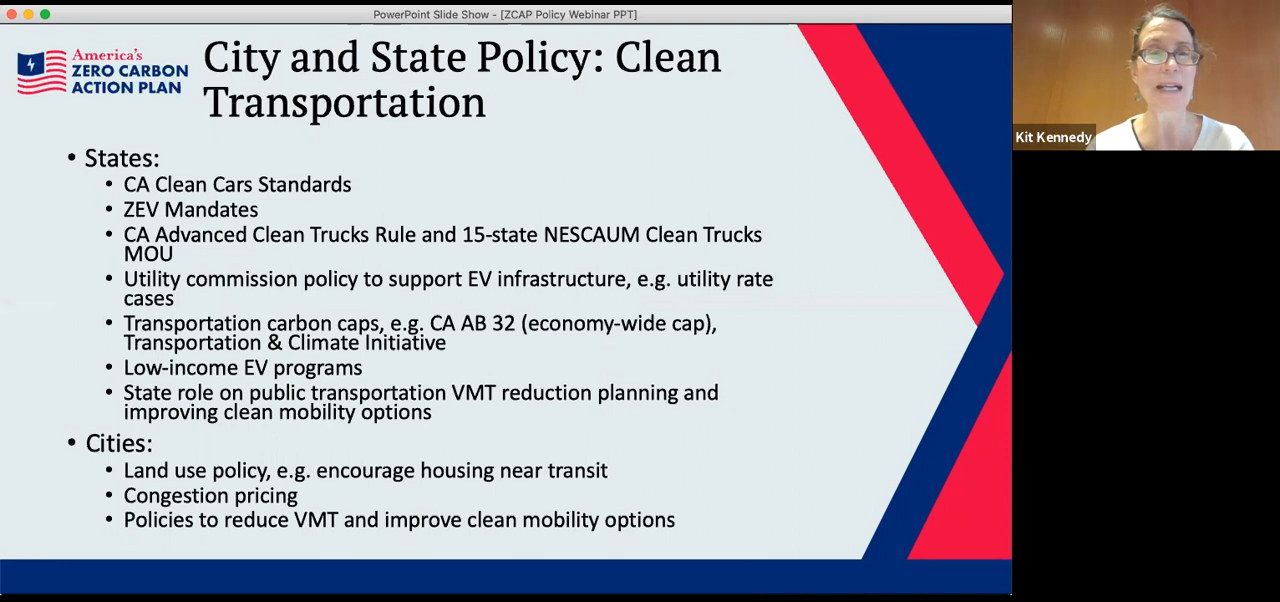 PowerPoint Slide Show - [ZCAP Policy Webinar PPT]
America's
ZERO CARBON
ACTION PLAN
City and State Policy: Clean
Transportation
• States:
• CA Clean Cars Standards
• ZEV Mandates
• CA Advanced Clean Trucks Rule and 15-state NESCAUM Clean Trucks
MOU
• Utility commission policy to support EV infrastructure, e.g. utility rate
cases
• Transportation carbon caps, e.g. CA AB 32 (economy-wide cap),
Transportation & Climate Initiative
• Low-income EV programs
• State role on public transportation VMT reduction planning and
improving clean mobility options
• Cities:
• Land use policy, e.g. encourage housing near transit
• Congestion pricing
• Policies to reduce VMT and improve clean mobility options
Kit Kennedy